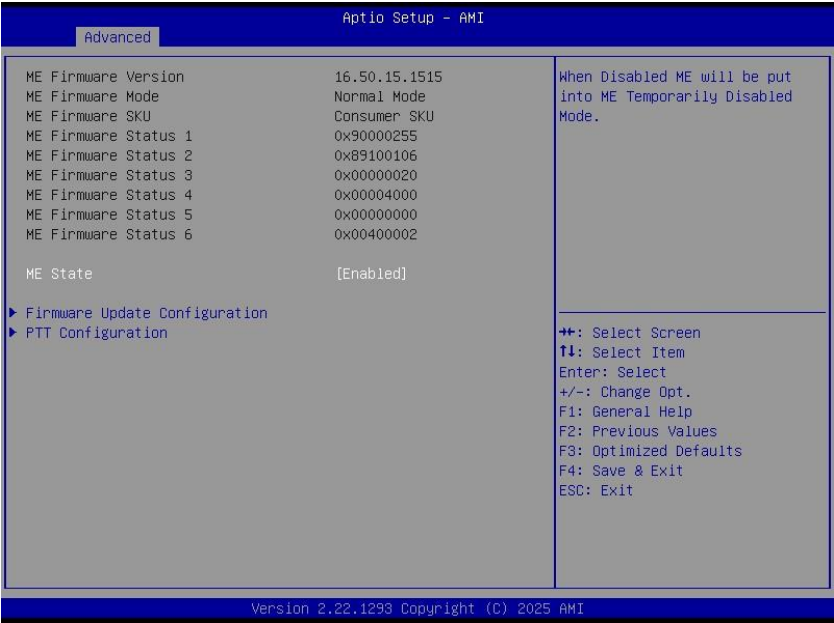 Aptio Setup – AMI
Advanced
ME Firmware Version 16.50.15.1515
ME Firmware Mode Normal Mode
ME Firmware SKU Consumer SKU
ME Firmware Status 1 0x90000255
ME Firmware Status 2 0x89100106
ME Firmware Status 3 0x00000020
ME Firmware Status 4 0x00004000
ME Firmware Status 5 0x00000000
ME Firmware Status 6 0x00400002
ME State [Enabled]
Firmware Update Configuration
PTT Configuration
When Disabled ME will be put
into ME Temporarily Disabled
Mode.
→←: Select Screen
↑↓: Select Item
Enter: Select
+/-: Change Opt.
F1: General Help
F2: Previous Values
F3: Optimized Defaults
F4: Save & Exit
ESC: Exit
Version 2.22.1293 Copyright (C) 2025 AMI